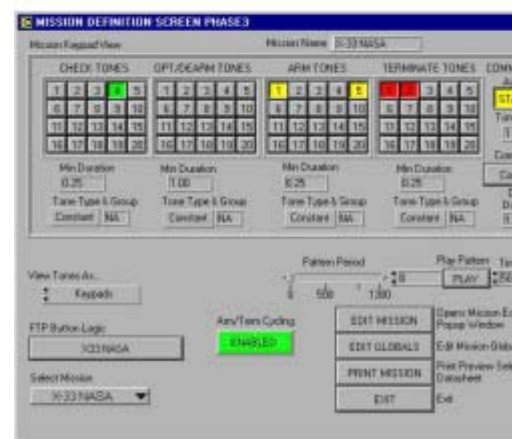 MISSION DEFINITION SCREEN PHASE3
Mission Keypad View
Mission Name X-33 NASA
CHECK TONES
OPT./DEARM TONES
ARM TONES
TERMINATE TONES
COMM
1 2 3 4 5
6 7 8 9 10
11 12 13 14 15
16 17 18 19 20
1 2 3 4 5
6 7 8 9 10
11 12 13 14 15
16 17 18 19 20
1 2 3 4 5
6 7 8 9 10
11 12 13 14 15
16 17 18 19 20
1 2 3 4 5
6 7 8 9 10
11 12 13 14 15
16 17 18 19 20
Min Duration
0.25
Tone Type & Group
Constant NA
Min Duration
1.00
Tone Type & Group
Constant NA
Min Duration
0.25
Tone Type & Group
Constant NA
Min Duration
0.25
Tone Type & Group
Constant NA
View Tones As...
Keypads
FTP Button Logic
X33 NASA
Select Mission
X-33 NASA
Arm/Term Cycling
ENABLED
Pattern Period
Play Pattern
PLAY
EDIT MISSION
Opens Mission Ed
Popup Window
EDIT GLOBALS
Edit Mission Glob
PRINT MISSION
Print Preview Sel
Datasheet
EXIT
Exit